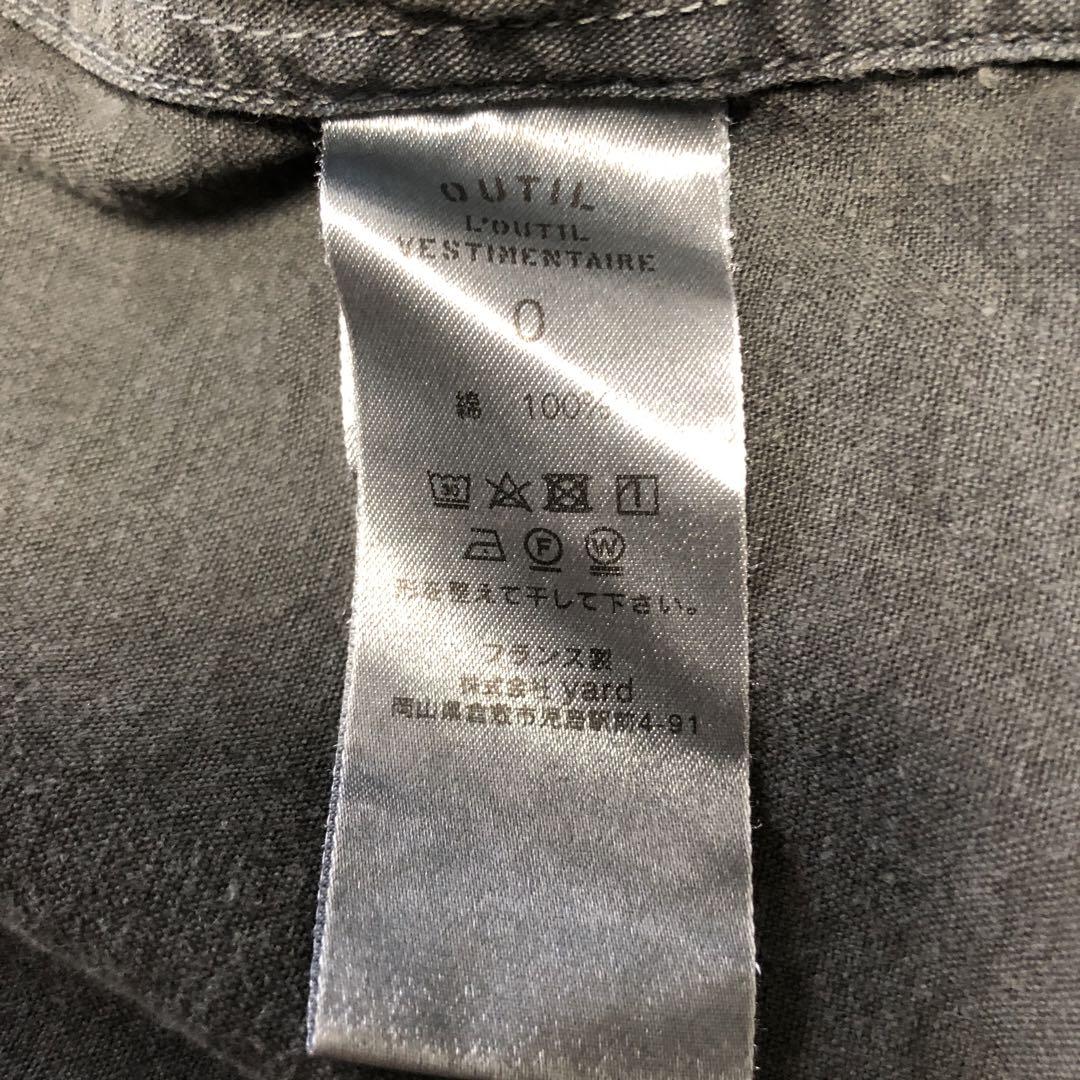 oUTIL
L'OUTIL
VESTIMENTAIRE
0
綿 100%
F W
形を整えて干して下さい。
フランス製
株式会社 yard
岡山県倉敷市児島駅前4-91